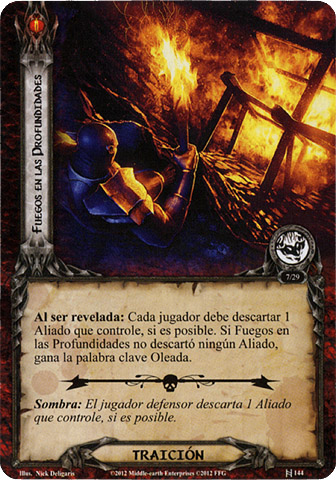 Fuegos en las Profundidades
7/29
Al ser revelada: Cada jugador debe descartar 1
Aliado que controle, si es posible. Si Fuegos en
las Profundidades no descartó ningún Aliado,
gana la palabra clave Oleada.
Sombra: El jugador defensor descarta 1 Aliado
que controle, si es posible.
TRAICIÓN
Illus. Nick Deligaris
©2012 Middle-earth Enterprises ©2012 FFG
144